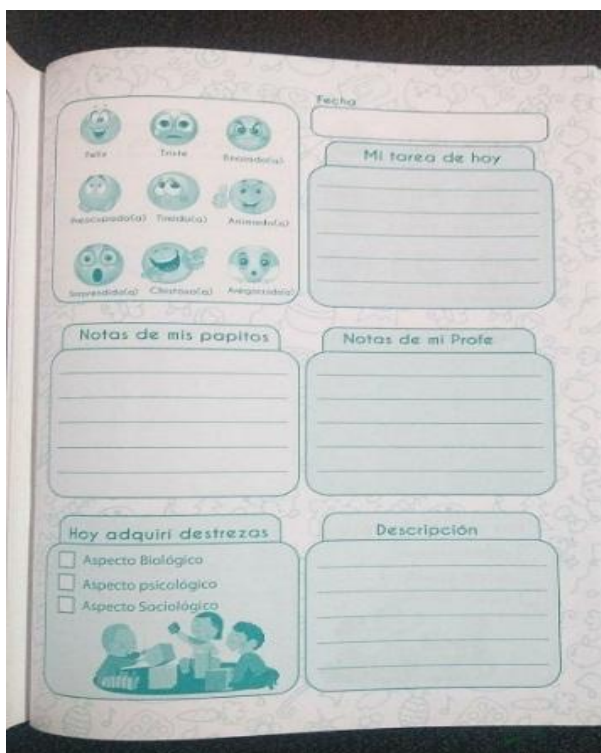 Fecha
Feliz Triste Enojado(a)
Mi tarea de hoy
Preocupado(a) Tímido(a) Animado(a)
Sorprendido(a) Chistoso(a) Avergonzado(a)
Notas de mis papitos
Notas de mi Profe
Hoy adquirí destrezas
Descripción
Aspecto Biológico
Aspecto psicológico
Aspecto Sociológico